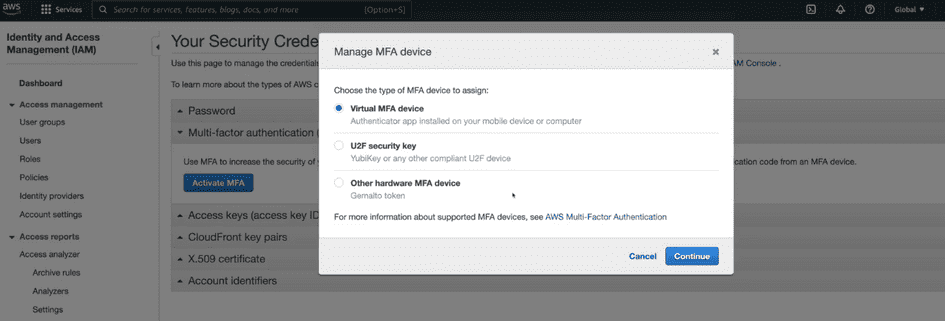 aws
Services
Search for services, features, blogs, docs, and more
[Option+S]
Global
Identity and Access
Management (IAM)
Dashboard
Access management
User groups
Users
Roles
Policies
Identity providers
Account settings
Access reports
Access analyzer
Archive rules
Analyzers
Settings
Your Security Crede
Use this page to manage the credentia
AM Console .
To learn more about the types of AWS c
Password
Multi-factor authentication (
Use MFA to increase the security of
ication code from an MFA device.
Activate MFA
Access keys (access key ID
CloudFront key pairs
X.509 certificate
Account identifiers
Manage MFA device
Choose the type of MFA device to assign:
Virtual MFA device
Authenticator app installed on your mobile device or computer
U2F security key
YubiKey or any other compliant U2F device
Other hardware MFA device
Gemalto token
For more information about supported MFA devices, see AWS Multi-Factor Authentication
Cancel
Continue